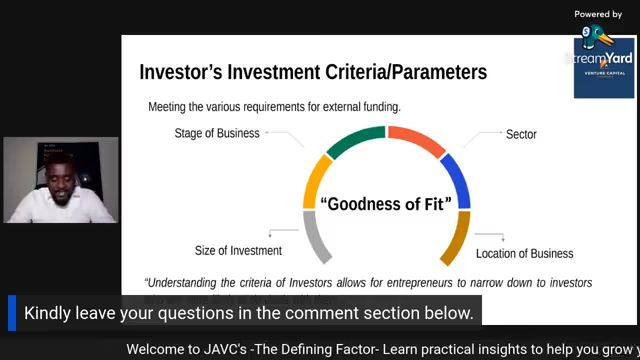 Powered by
StreamYard
VENTURE CAPITAL
Investor's Investment Criteria/Parameters
Meeting the various requirements for external funding.
Stage of Business
Sector
"Goodness of Fit"
Size of Investment
Location of Business
"Understanding the criteria of Investors allows for entrepreneurs to narrow down to investors
Kindly leave your questions in the comment section below.
Welcome to JAVC's -The Defining Factor- Learn practical insights to help you grow y